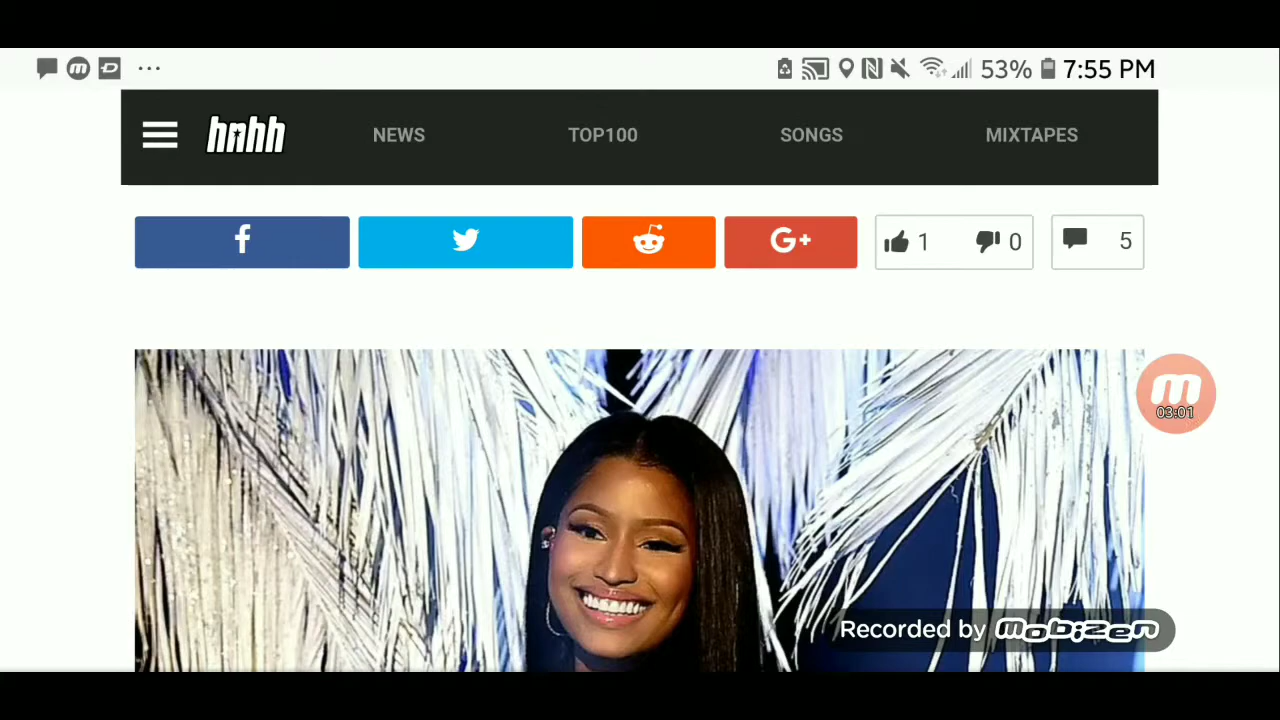 53% 7:55 PM
hnhh NEWS TOP100 SONGS MIXTAPES
f G+ 1 0 5
m
03:01
Recorded by mobizen